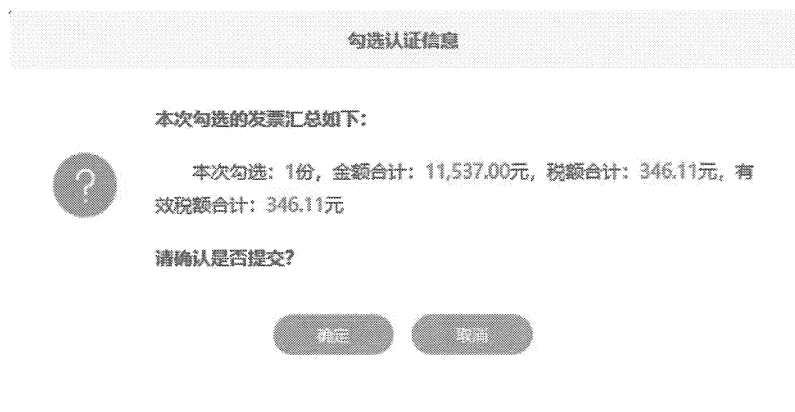 勾选认证信息
本次勾选的发票汇总如下：
本次勾选：1份，金额合计：11,537.00元，税额合计：346.11元，有
效税额合计：346.11元
请确认是否提交？
确定 取消